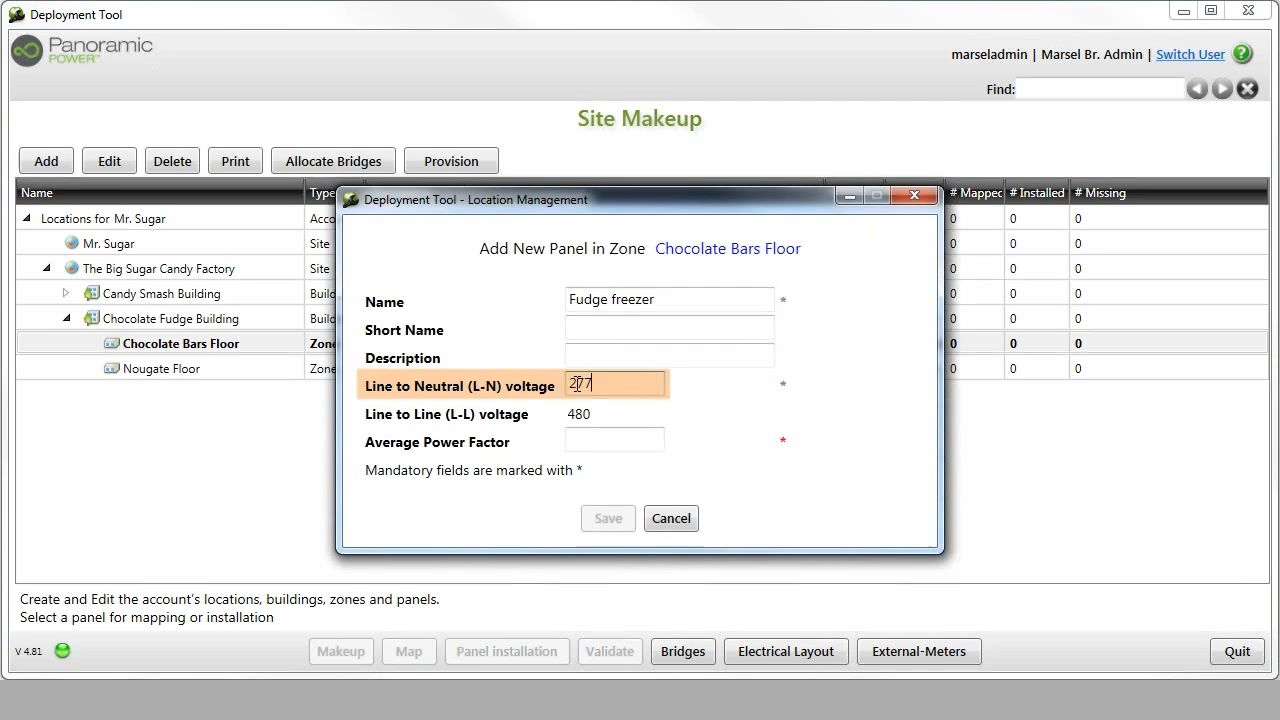 Deployment Tool
Panoramic
POWER™
marseladmin | Marsel Br. Admin | Switch User ?
Find:
Site Makeup
Add Edit Delete Print Allocate Bridges Provision
Name Type # Mapped # Installed # Missing
Locations for Mr. Sugar Acco 0 0 0
Mr. Sugar Site 0 0 0
The Big Sugar Candy Factory Site 0 0 0
Candy Smash Building Build 0 0 0
Chocolate Fudge Building Build 0 0 0
Chocolate Bars Floor Zone 0 0 0
Nougate Floor Zone 0 0 0
Deployment Tool - Location Management
Add New Panel in Zone Chocolate Bars Floor
Name Fudge freezer *
Short Name
Description
Line to Neutral (L-N) voltage 277 *
Line to Line (L-L) voltage 480
Average Power Factor *
Mandatory fields are marked with *
Save Cancel
Create and Edit the account's locations, buildings, zones and panels.
Select a panel for mapping or installation
V 4.81 Makeup Map Panel installation Validate Bridges Electrical Layout External-Meters Quit